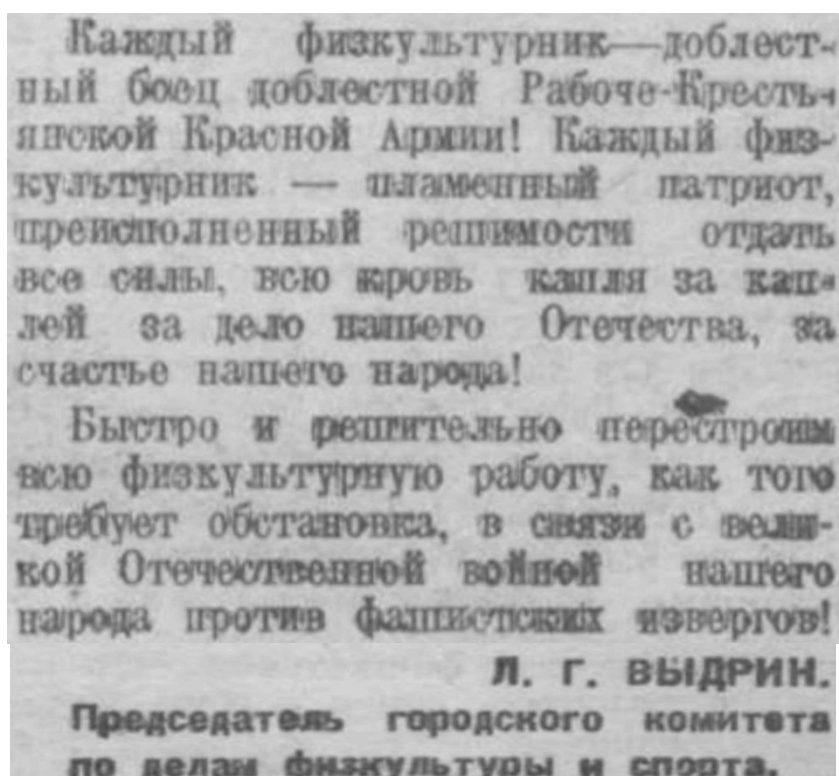 Каждый физкультурник—доблест-
ный боец доблестной Рабоче-Кресть-
янской Красной Армии! Каждый физ-
культурник — пламенный патриот,
преисполненный решимости отдать
все силы, всю кровь капля за кап-
лей за дело нашего Отечества, за
счастье нашего народа!
Быстро и решительно перестроим
всю физкультурную работу, как того
требует обстановка, в связи с вели-
кой Отечественной войной нашего
народа против фашистских извергов!
Л. Г. ВЫДРИН.
Председатель городского комитета
по делам физкультуры и спорта.